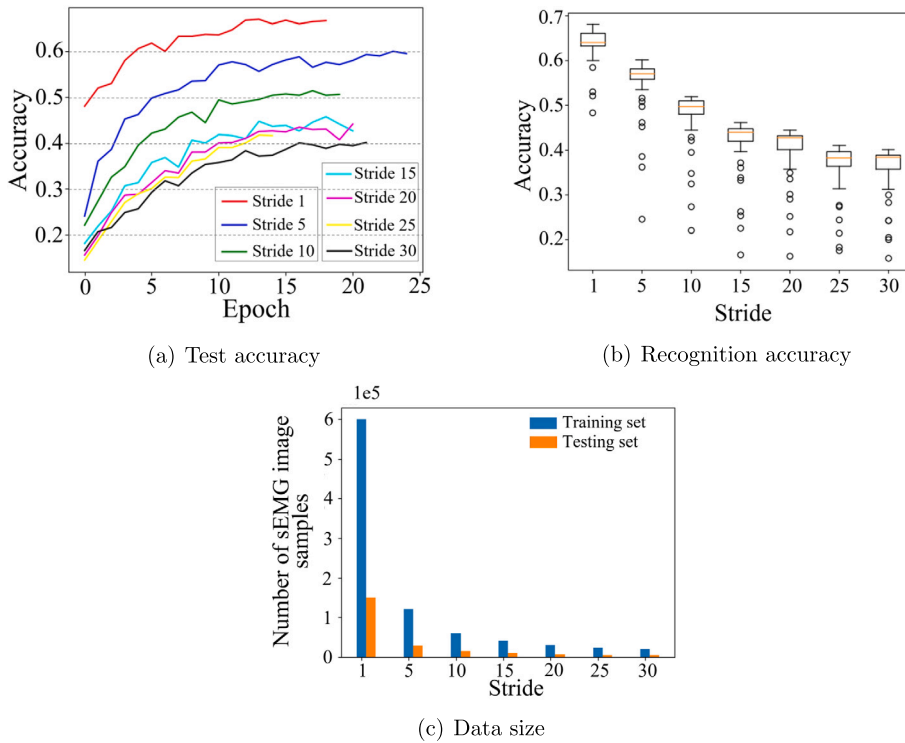 Accuracy
0.6
0.5
0.4
0.3
0.2
Stride 1
Stride 5
Stride 10
Stride 15
Stride 20
Stride 25
Stride 30
0 5 10 15 20 25
Epoch
(a) Test accuracy
Accuracy
0.7
0.6
0.5
0.4
0.3
0.2
1 5 10 15 20 25 30
Stride
(b) Recognition accuracy
1e5
Number of sEMG image
samples
6
5
4
3
2
1
0
Training set
Testing set
1 5 10 15 20 25 30
Stride
(c) Data size